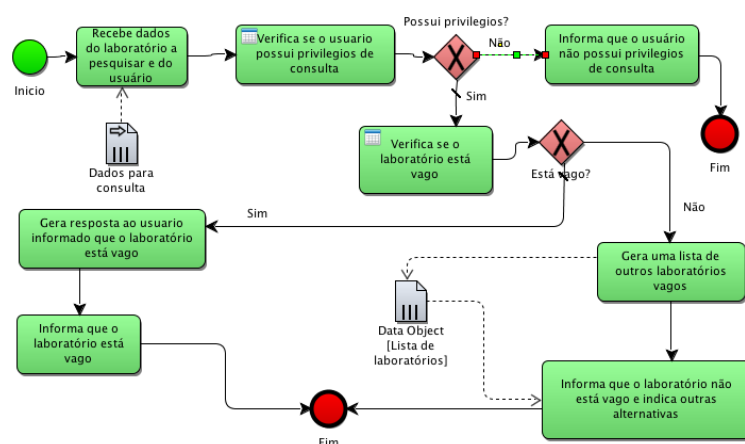 Possui privilegios?
Recebe dados
do laboratório a
pesquisar e do
usuário
Verifica se o usuario
possui privilegios de
consulta
Não
Informa que o usuário
não possui privilegios
de consulta
Inicio
Sim
Dados para
consulta
Verifica se o
laboratório está
vago
Está vago?
Fim
Gera resposta ao usuario
informado que o laboratório
está vago
Sim
Não
Gera uma lista de
outros laboratórios
vagos
Informa que o
laboratório está
vago
Data Object
[Lista de
laboratórios]
Informa que o laboratório não
está vago e indica outras
alternativas
Fim